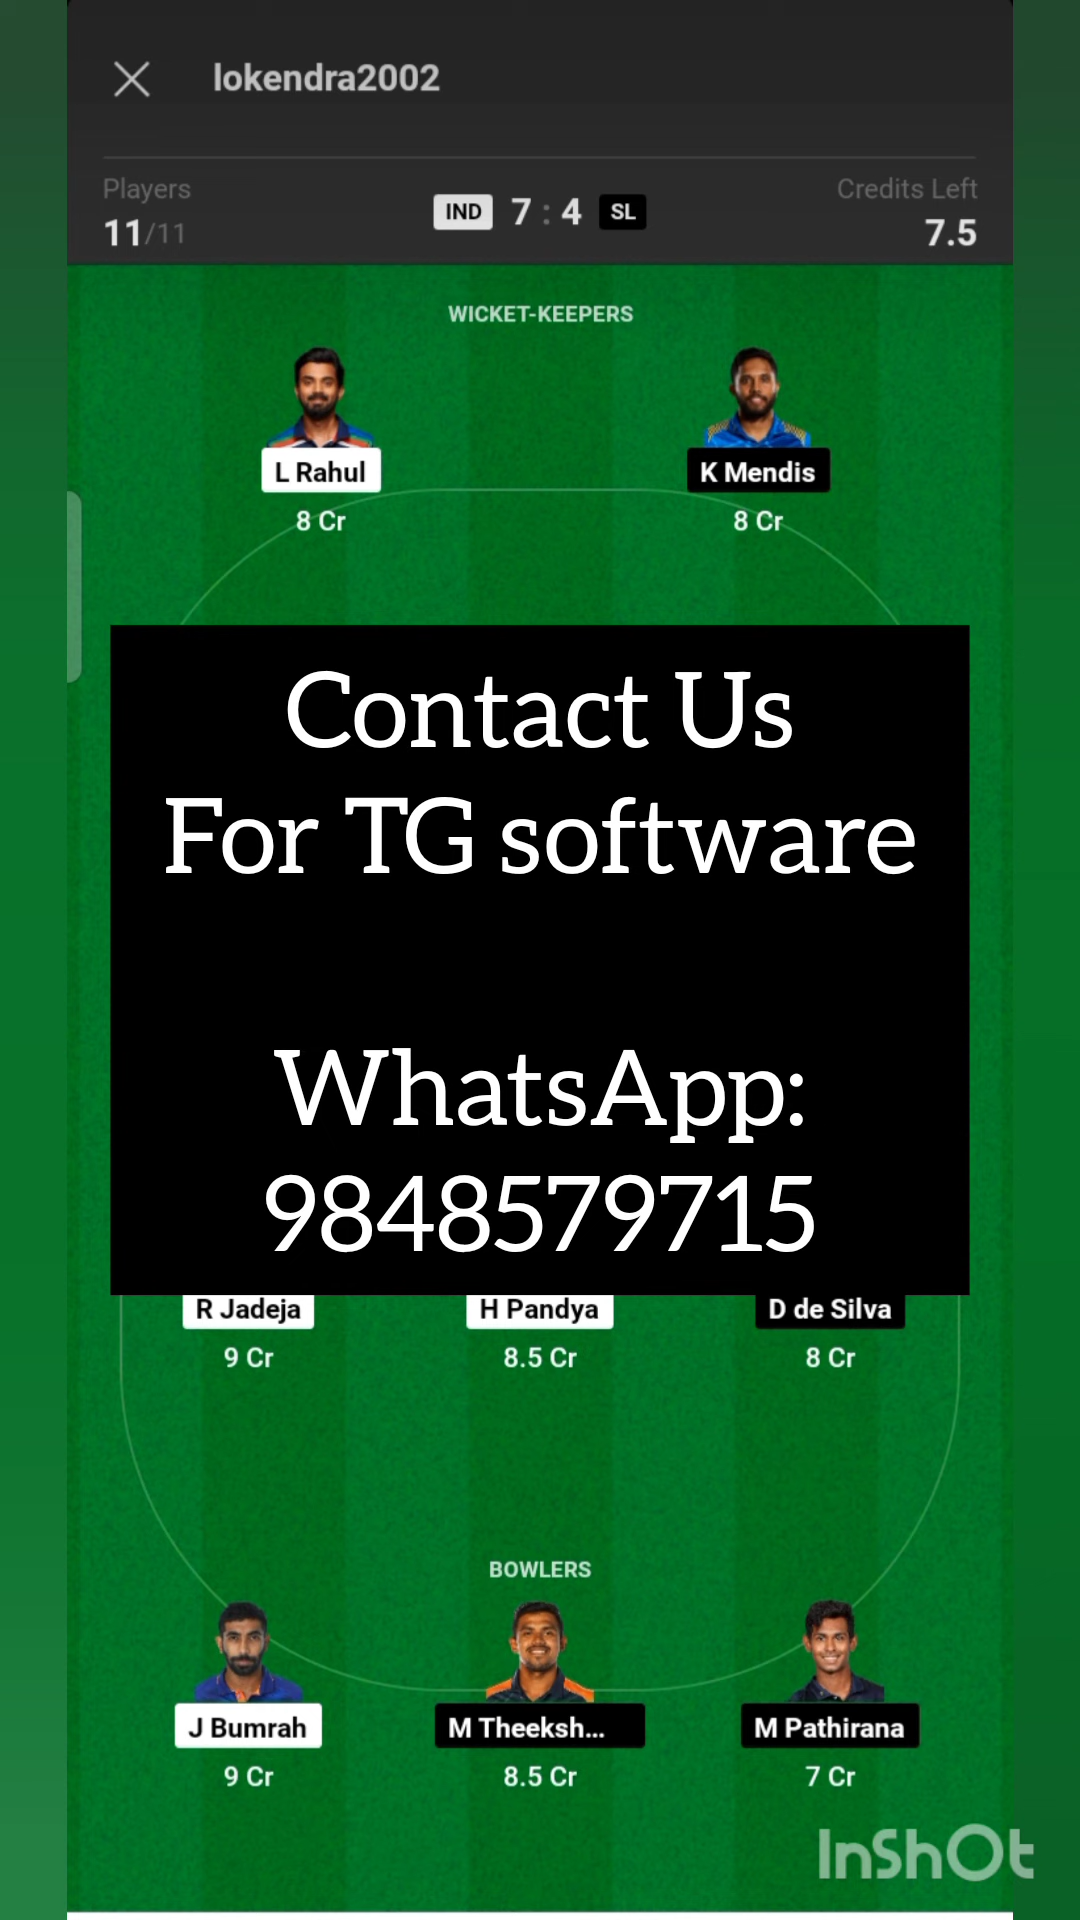 lokendra2002
Players
Credits Left
11/11
IND 7 : 4 SL
7.5
WICKET-KEEPERS
L Rahul
K Mendis
8 Cr
8 Cr
Contact Us
For TG software
WhatsApp:
9848579715
R Jadeja
H Pandya
D de Silva
9 Cr
8.5 Cr
8 Cr
BOWLERS
J Bumrah
M Theeksh...
M Pathirana
9 Cr
8.5 Cr
7 Cr
InShOt